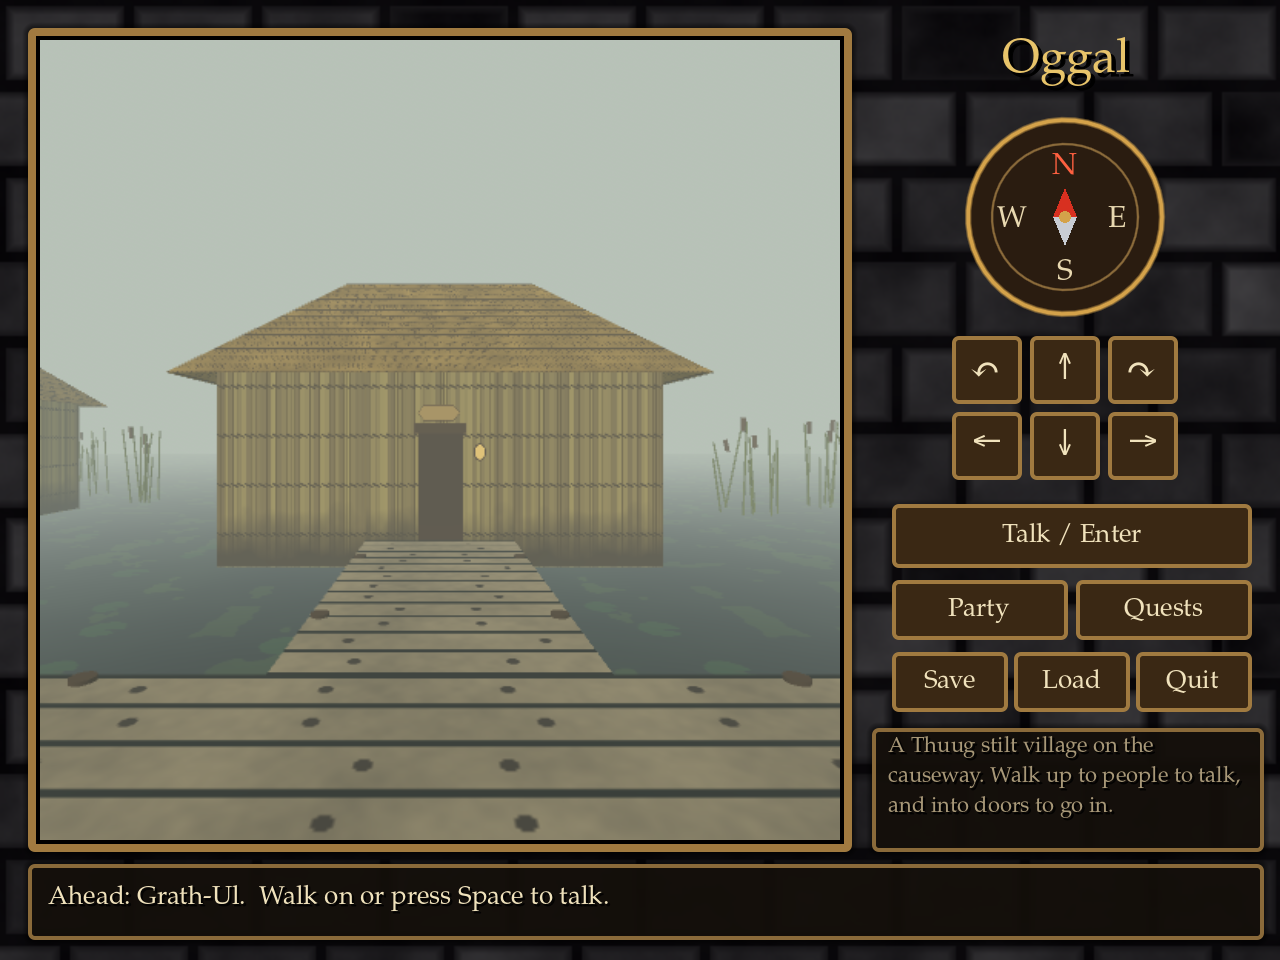 Oggal
N
W E
S
Talk / Enter
Party Quests
Save Load Quit
A Thuug stilt village on the
causeway. Walk up to people to talk,
and into doors to go in.
Ahead: Grath-Ul.  Walk on or press Space to talk.